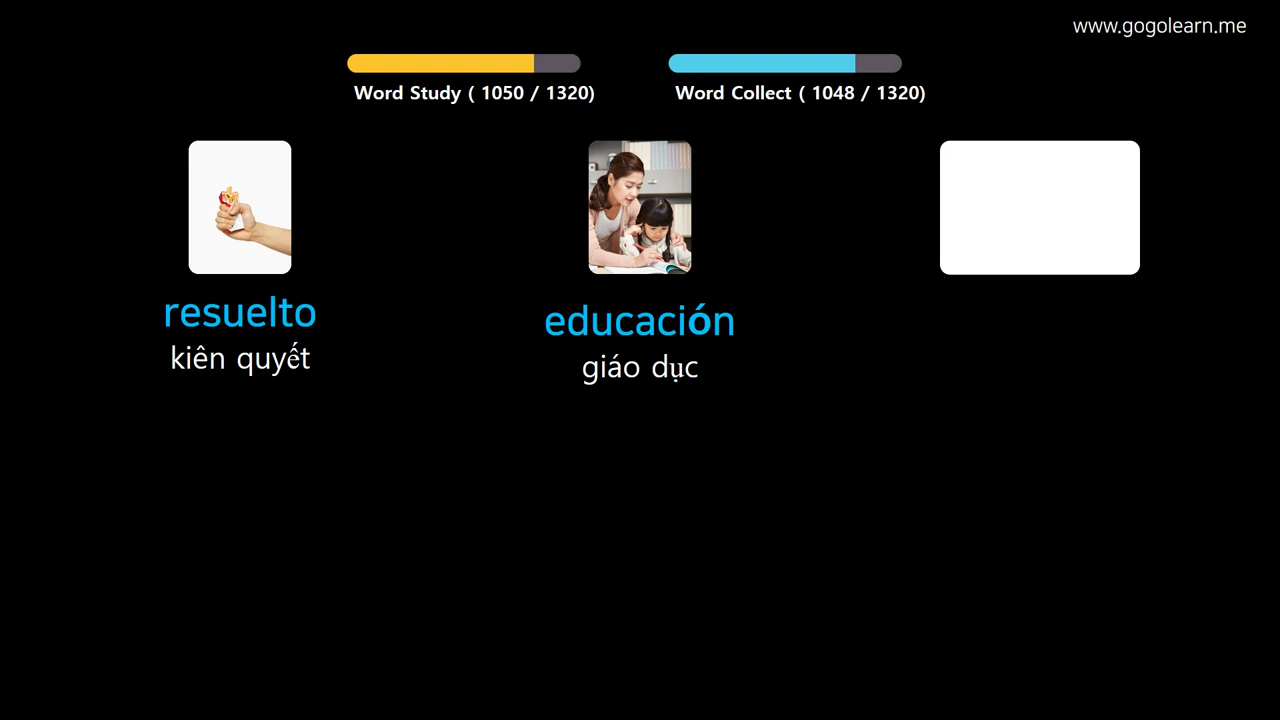 www.gogolearn.me
Word Study ( 1050 / 1320)
Word Collect ( 1048 / 1320)
resuelto
kiên quyết
educación
giáo dục